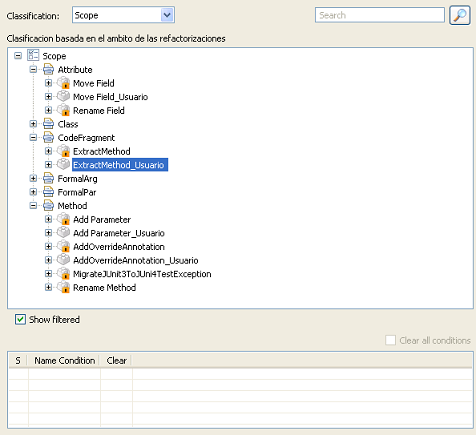 Classification: Scope Search
Clasificacion basada en el ambito de las refactorizaciones
Scope
Attribute
Move Field
Move Field_Usuario
Rename Field
Class
CodeFragment
ExtractMethod
ExtractMethod_Usuario
FormalArg
FormalPar
Method
Add Parameter
Add Parameter_Usuario
AddOverrideAnnotation
AddOverrideAnnotation_Usuario
MigrateJUnit3ToJUni4TestException
Rename Method
Show filtered
Clear all conditions
S Name Condition Clear